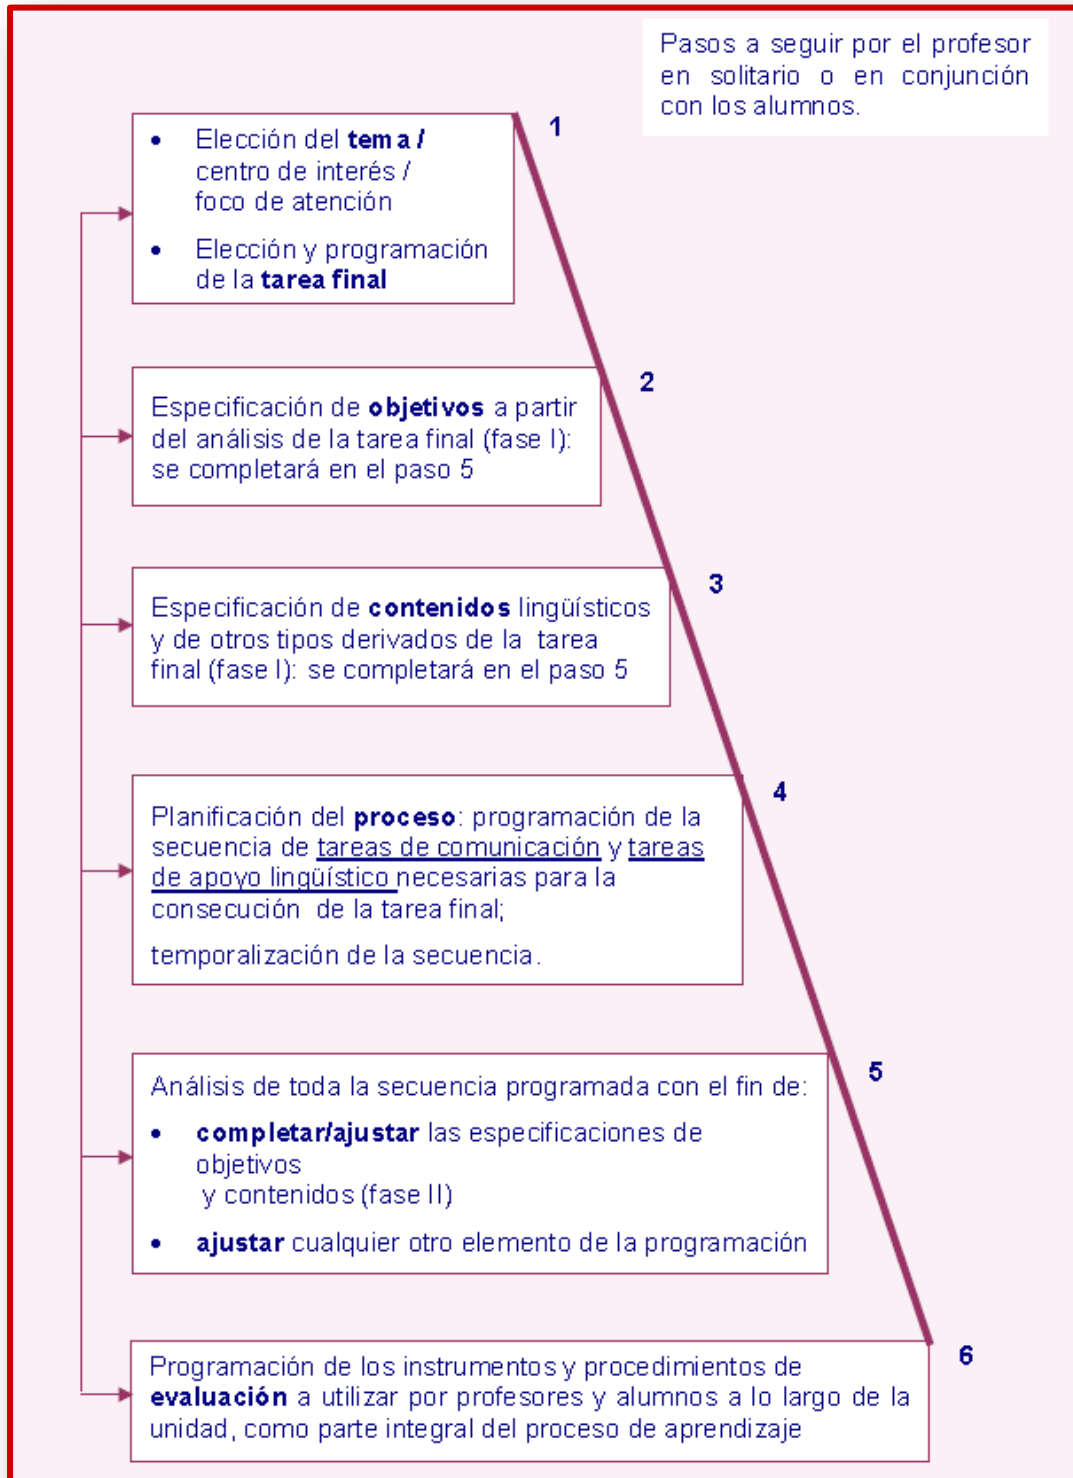 Pasos a seguir por el profesor
en solitario o en conjunción
con los alumnos.
1
• Elección del tema /
centro de interés /
foco de atención
• Elección y programación
de la tarea final
2
Especificación de objetivos a partir
del análisis de la tarea final (fase I):
se completará en el paso 5
3
Especificación de contenidos lingüísticos
y de otros tipos derivados de la tarea
final (fase I): se completará en el paso 5
4
Planificación del proceso: programación de la
secuencia de tareas de comunicación y tareas
de apoyo lingüístico necesarias para la
consecución de la tarea final;
temporalización de la secuencia.
5
Análisis de toda la secuencia programada con el fin de:
• completar/ajustar las especificaciones de
objetivos
y contenidos (fase II)
• ajustar cualquier otro elemento de la programación
6
Programación de los instrumentos y procedimientos de
evaluación a utilizar por profesores y alumnos a lo largo de la
unidad, como parte integral del proceso de aprendizaje